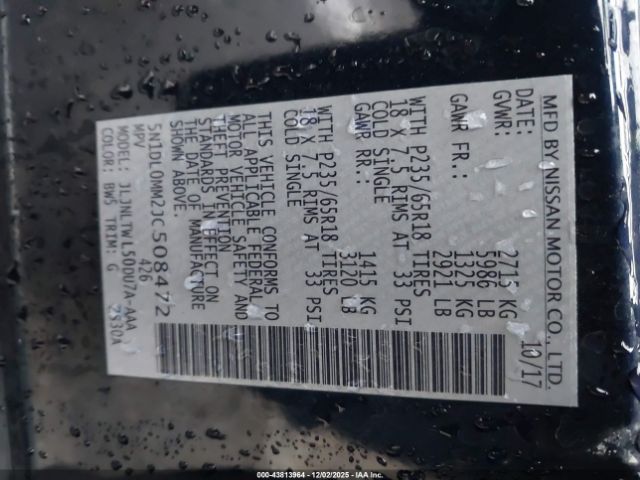 MFD BY NISSAN MOTOR CO., LTD.
DATE: 10/17
GVWR: 2715 KG
5986 LB
GAWR FR.: 1325 KG
2921 LB
WITH P235/65R18 TIRES
18 X 7.5 RIMS AT 33 PSI
COLD SINGLE
GAWR RR.: 1415 KG
3120 LB
WITH P235/65R18 TIRES
18 X 7.5 RIMS AT 33 PSI
COLD SINGLE
THIS VEHICLE CONFORMS TO
ALL APPLICABLE FEDERAL
MOTOR VEHICLE SAFETY AND
THEFT PREVENTION
STANDARDS IN EFFECT ON
THE DATE OF MANUFACTURE
SHOWN ABOVE.
5N1DL0MM2JC508472
MPV 426
MODEL: JLJNLTWL50DU7A-AAA
COLOR: BW5 TRIM: G 2530A
000-43813964 | 12/02/2025 - IAA Inc.